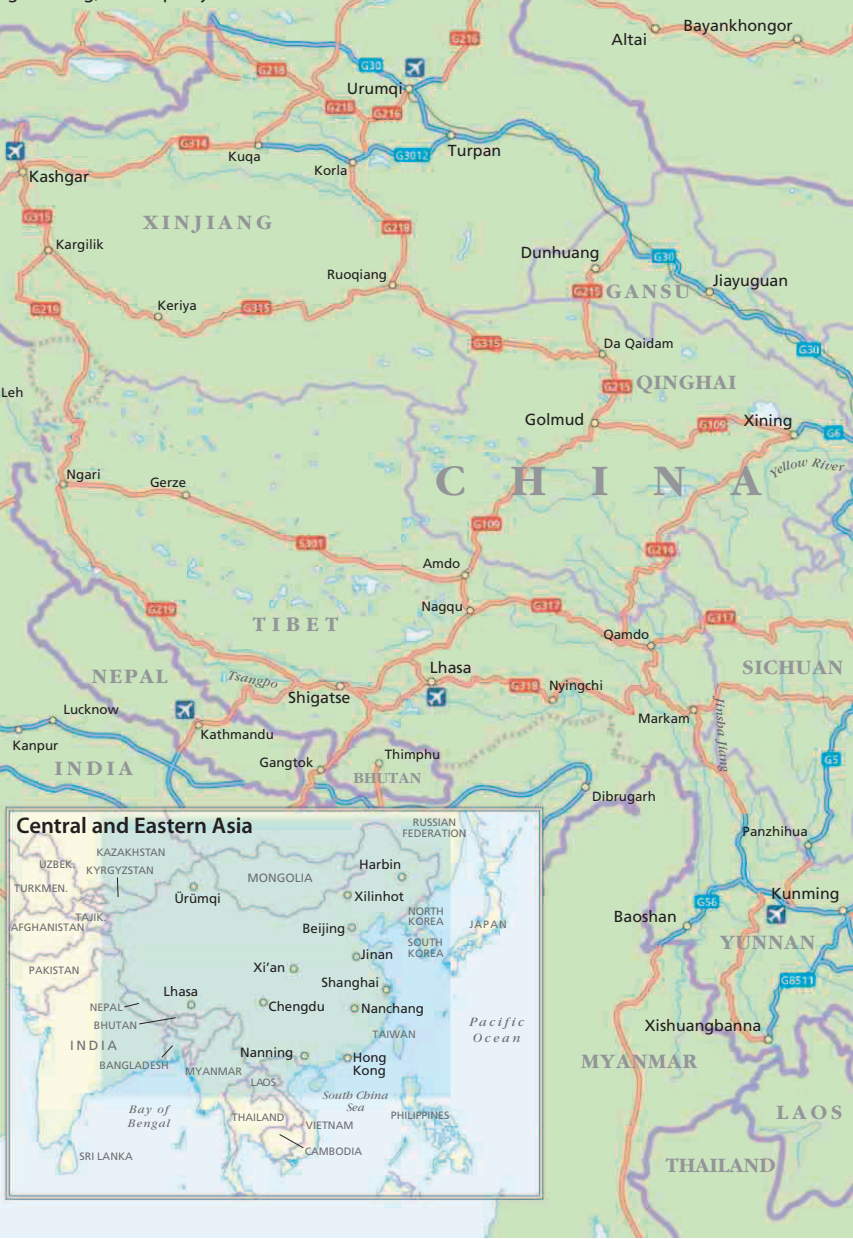 Altai
Bayankhongor
G216
G30
G218
Urumqi
G218
G216
G314
Kuqa
Korla
G3012
Turpan
Kashgar
G315
XINJIANG
G218
Kargilik
Dunhuang
G30
Ruoqiang
G215
GANSU
Jiayuguan
Keriya
G315
G219
G315
Da Qaidam
G30
Leh
G215
QINGHAI
Golmud
G109
Xining
G6
Yellow River
CHINA
Ngari
Gerze
G109
S301
G214
Amdo
Nagqu
G317
G219
TIBET
Qamdo
G317
NEPAL
Tsangpo
Lhasa
SICHUAN
Shigatse
G318
Nyingchi
Lucknow
Markam
Jinsha Jiang
Kanpur
Kathmandu
Thimphu
Gangtok
INDIA
BHUTAN
G5
Dibrugarh
Panzhihua
Kunming
G56
Baoshan
YUNNAN
G8511
Xishuangbanna
MYANMAR
LAOS
THAILAND
Central and Eastern Asia
RUSSIAN
FEDERATION
KAZAKHSTAN
UZBEK.
KYRGYZSTAN
MONGOLIA
Harbin
TURKMEN.
Ürümqi
Xilinhot
TAJIK.
NORTH
KOREA
AFGHANISTAN
Beijing
JAPAN
SOUTH
KOREA
Jinan
PAKISTAN
Xi'an
Shanghai
Lhasa
NEPAL
Chengdu
Nanchang
BHUTAN
Pacific
Ocean
TAIWAN
INDIA
Nanning
Hong
Kong
BANGLADESH
MYANMAR
LAOS
South China
Sea
Bay of
Bengal
THAILAND
VIETNAM
PHILIPPINES
CAMBODIA
SRI LANKA